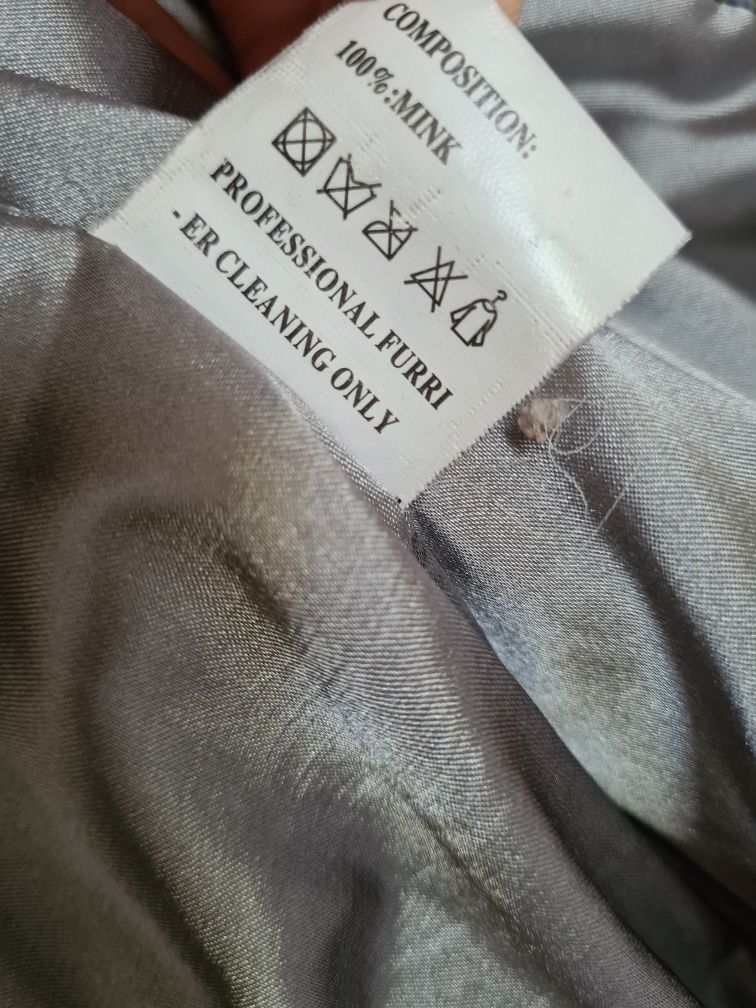 COMPOSITION:
100%:MINK
PROFESSIONAL FURRI
-ER CLEANING ONLY